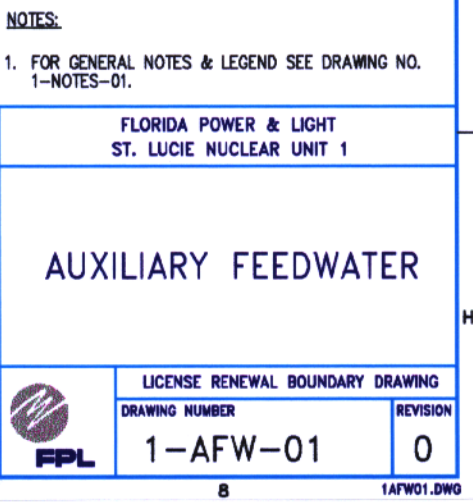 NOTES:
1. FOR GENERAL NOTES & LEGEND SEE DRAWING NO.
1-NOTES-01.
FLORIDA POWER & LIGHT
ST. LUCIE NUCLEAR UNIT 1
AUXILIARY FEEDWATER
H
LICENSE RENEWAL BOUNDARY DRAWING
FPL
DRAWING NUMBER
1-AFW-01
REVISION
0
8
1AFW01.DWG